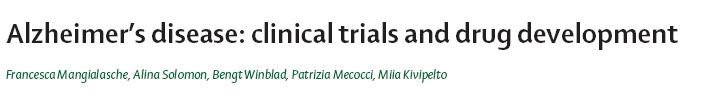 Alzheimer’s disease: clinical trials and drug development
Francesca Mangialasche, Alina Solomon, Bengt Winblad, Patrizia Mecocci, Miia Kivipelto